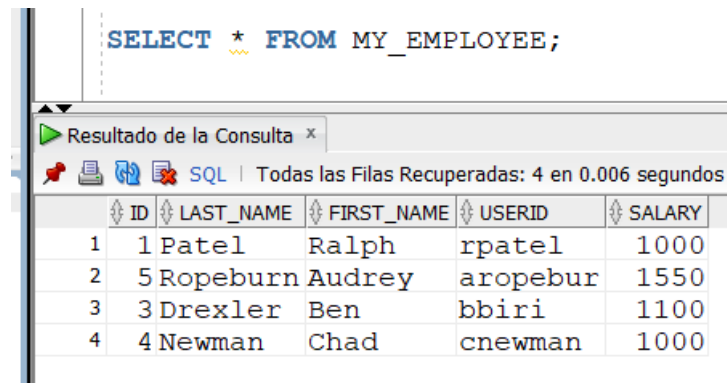 SELECT * FROM MY_EMPLOYEE;
Resultado de la Consulta x
SQL | Todas las Filas Recuperadas: 4 en 0.006 segundos
ID LAST_NAME FIRST_NAME USERID SALARY
1 1 Patel Ralph rpatel 1000
2 5 Ropeburn Audrey aropebur 1550
3 3 Drexler Ben bbiri 1100
4 4 Newman Chad cnewman 1000